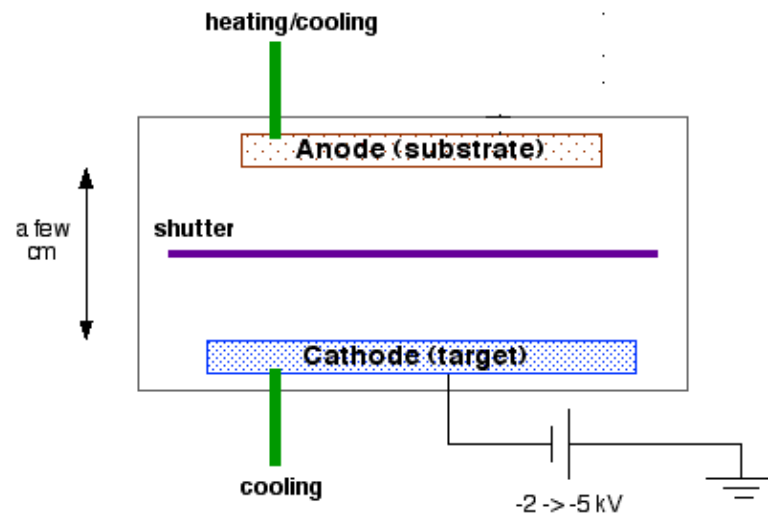 heating/cooling
Anode (substrate)
a few
cm
shutter
Cathode (target)
cooling
-2 -> -5 kV